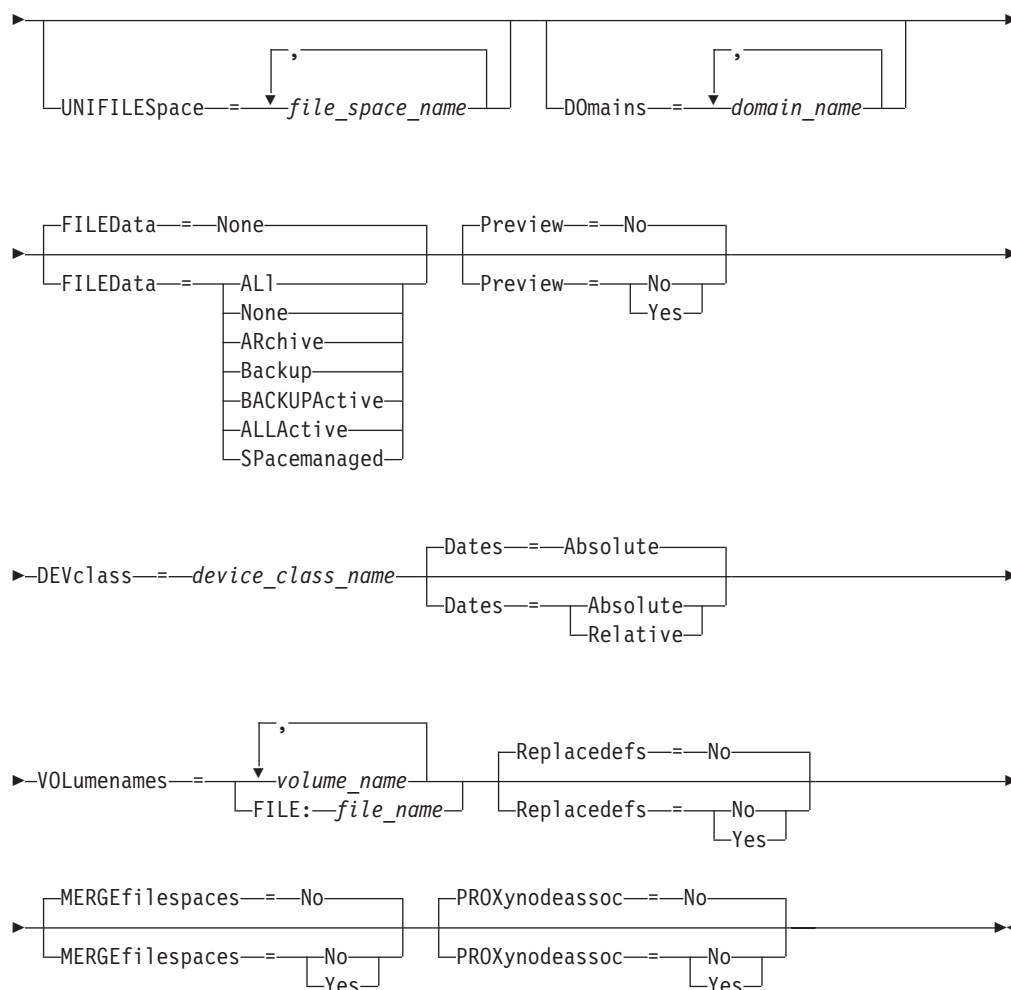 ,
,
UNIFILESpace = file_space_name
DOmains = domain_name
FILEData = None
Preview = No
FILEData = ALl
Preview = No
None
Yes
ARchive
Backup
BACKUPActive
ALLActive
SPacemanaged
Dates = Absolute
DEVclass = device_class_name
Dates = Absolute
Relative
,
Replacedefs = No
VOLumenames = volume_name
FILE: file_name
Replacedefs = No
Yes
MERGEfilespaces = No
PROXynodeassoc = No
MERGEfilespaces = No
PROXynodeassoc = No
Yes
Yes